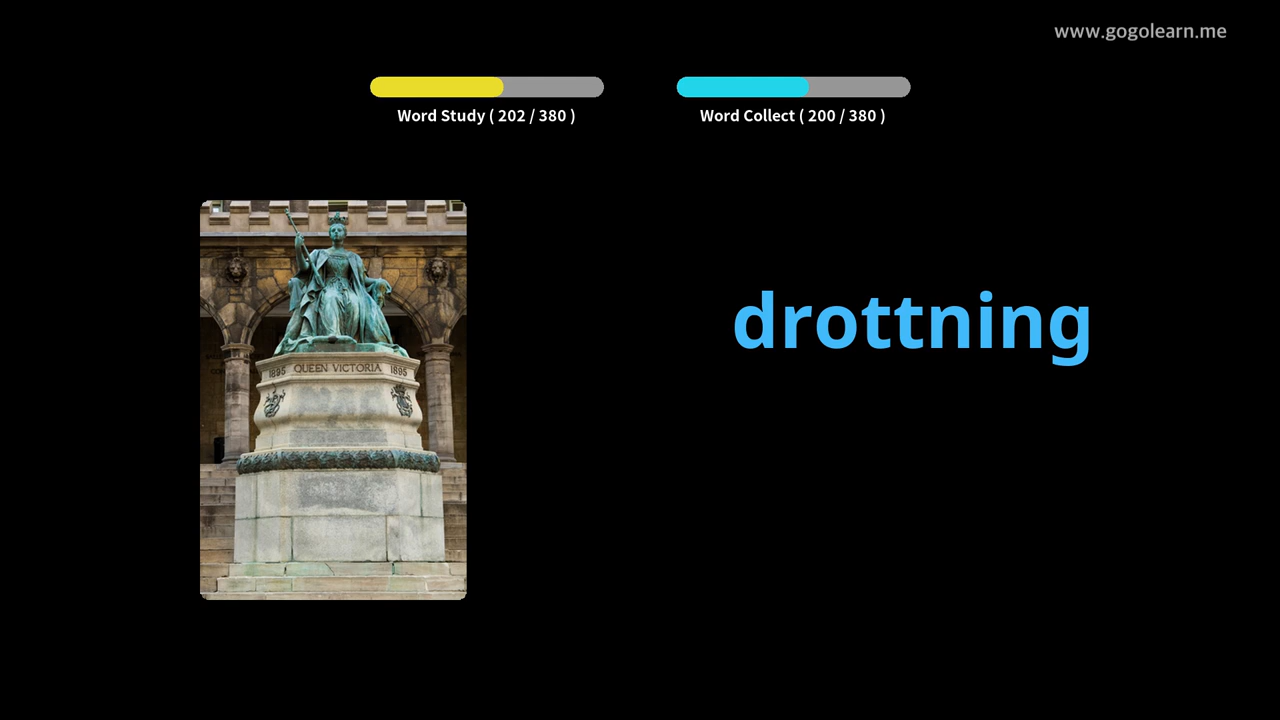 www.gogolearn.me
Word Study ( 202 / 380 )
Word Collect ( 200 / 380 )
drottning
1895 QUEEN VICTORIA 1895